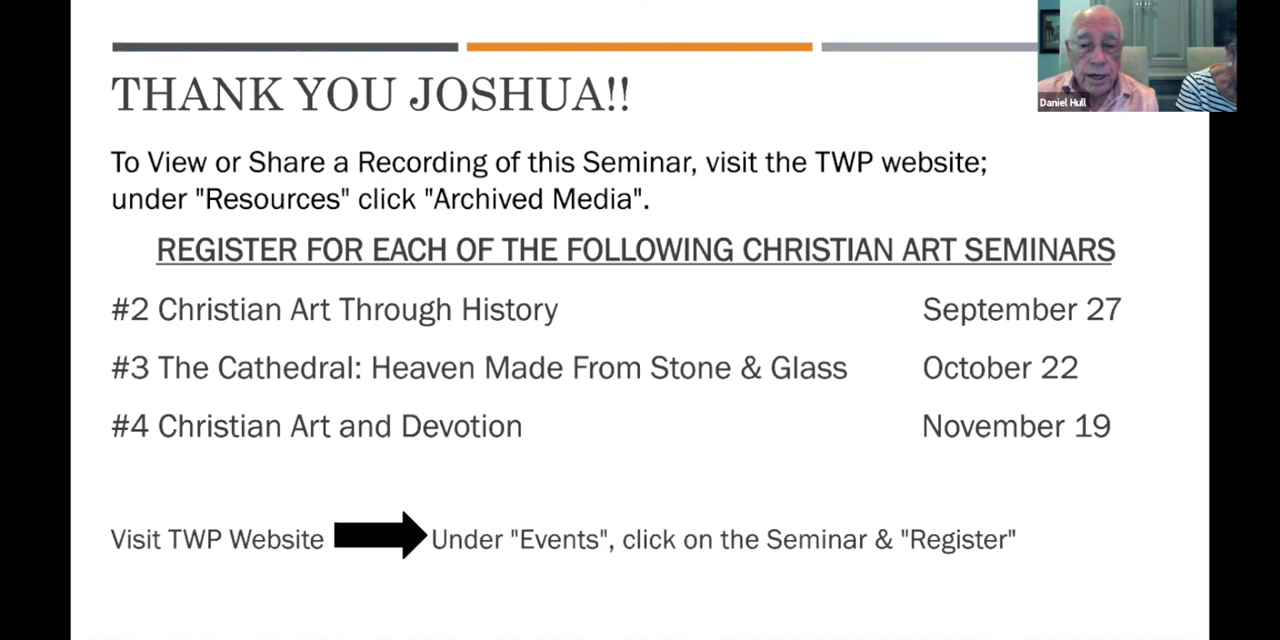 THANK YOU JOSHUA!!
Daniel Hull
To View or Share a Recording of this Seminar, visit the TWP website;
under "Resources" click "Archived Media".
REGISTER FOR EACH OF THE FOLLOWING CHRISTIAN ART SEMINARS
#2 Christian Art Through History September 27
#3 The Cathedral: Heaven Made From Stone & Glass October 22
#4 Christian Art and Devotion November 19
Visit TWP Website Under "Events", click on the Seminar & "Register"